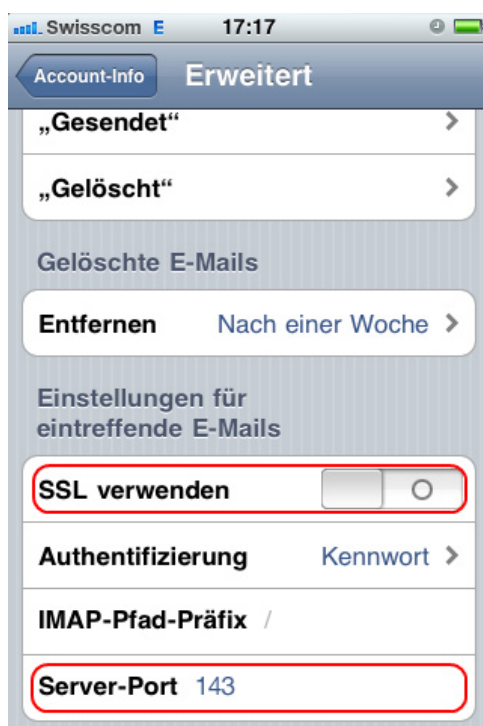 Swisscom E 17:17
Account-Info Erweitert
„Gesendet“
„Gelöscht“
Gelöschte E-Mails
Entfernen Nach einer Woche
Einstellungen für
eintreffende E-Mails
SSL verwenden
Authentifizierung Kennwort
IMAP-Pfad-Präfix /
Server-Port 143